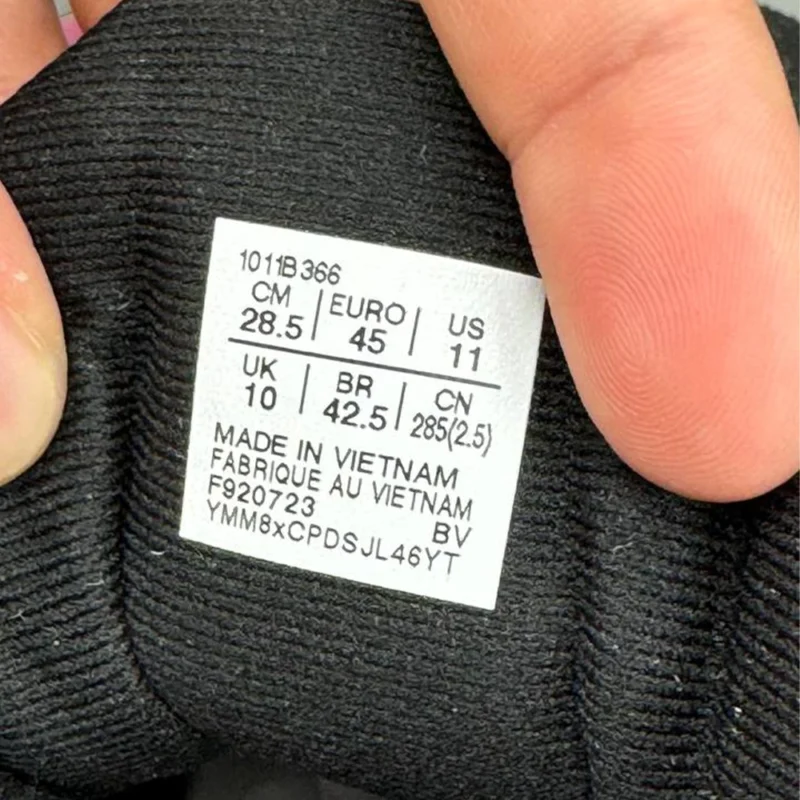 1011B366
CM | EURO | US
28.5 | 45 | 11
UK | BR | CN
10 | 42.5 | 285(2.5)
MADE IN VIETNAM
FABRIQUE AU VIETNAM
F920723 BV
YMM8xCPDSJL46YT